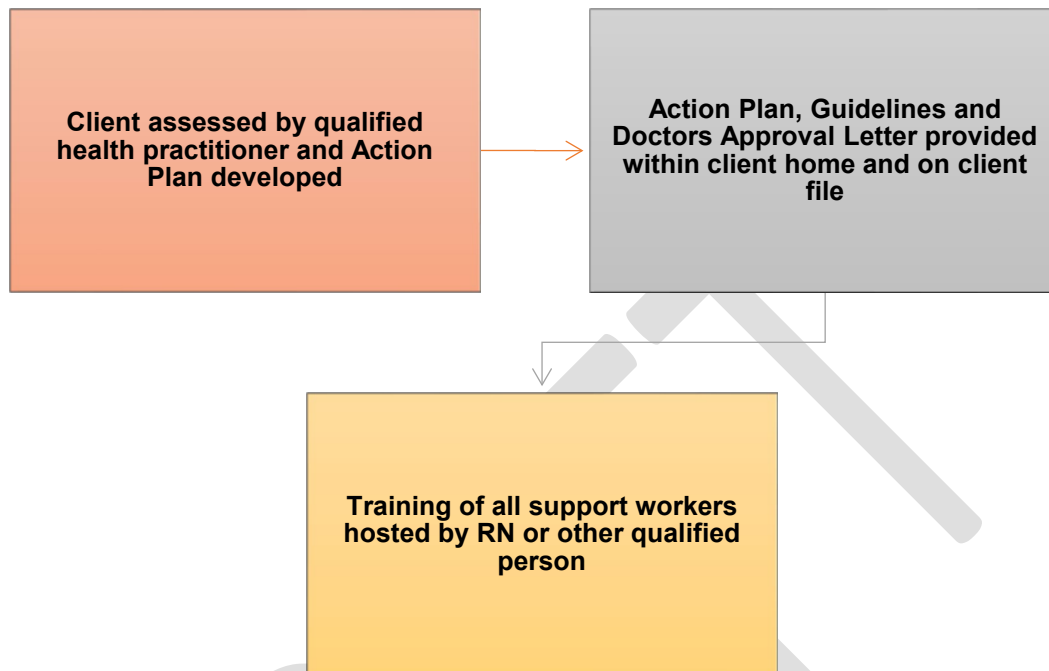 Client assessed by qualified
health practitioner and Action
Plan developed
Action Plan, Guidelines and
Doctors Approval Letter provided
within client home and on client
file
Training of all support workers
hosted by RN or other qualified
person